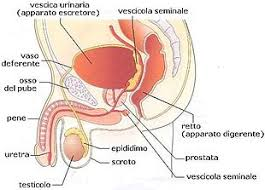 vescica urinaria
(apparato escretore)
vescicola seminale
vaso
deferente
osso
del pube
pene
uretra
testicolo
epididimo
screto
retto
(apparato digerente)
prostata
vescicola seminale